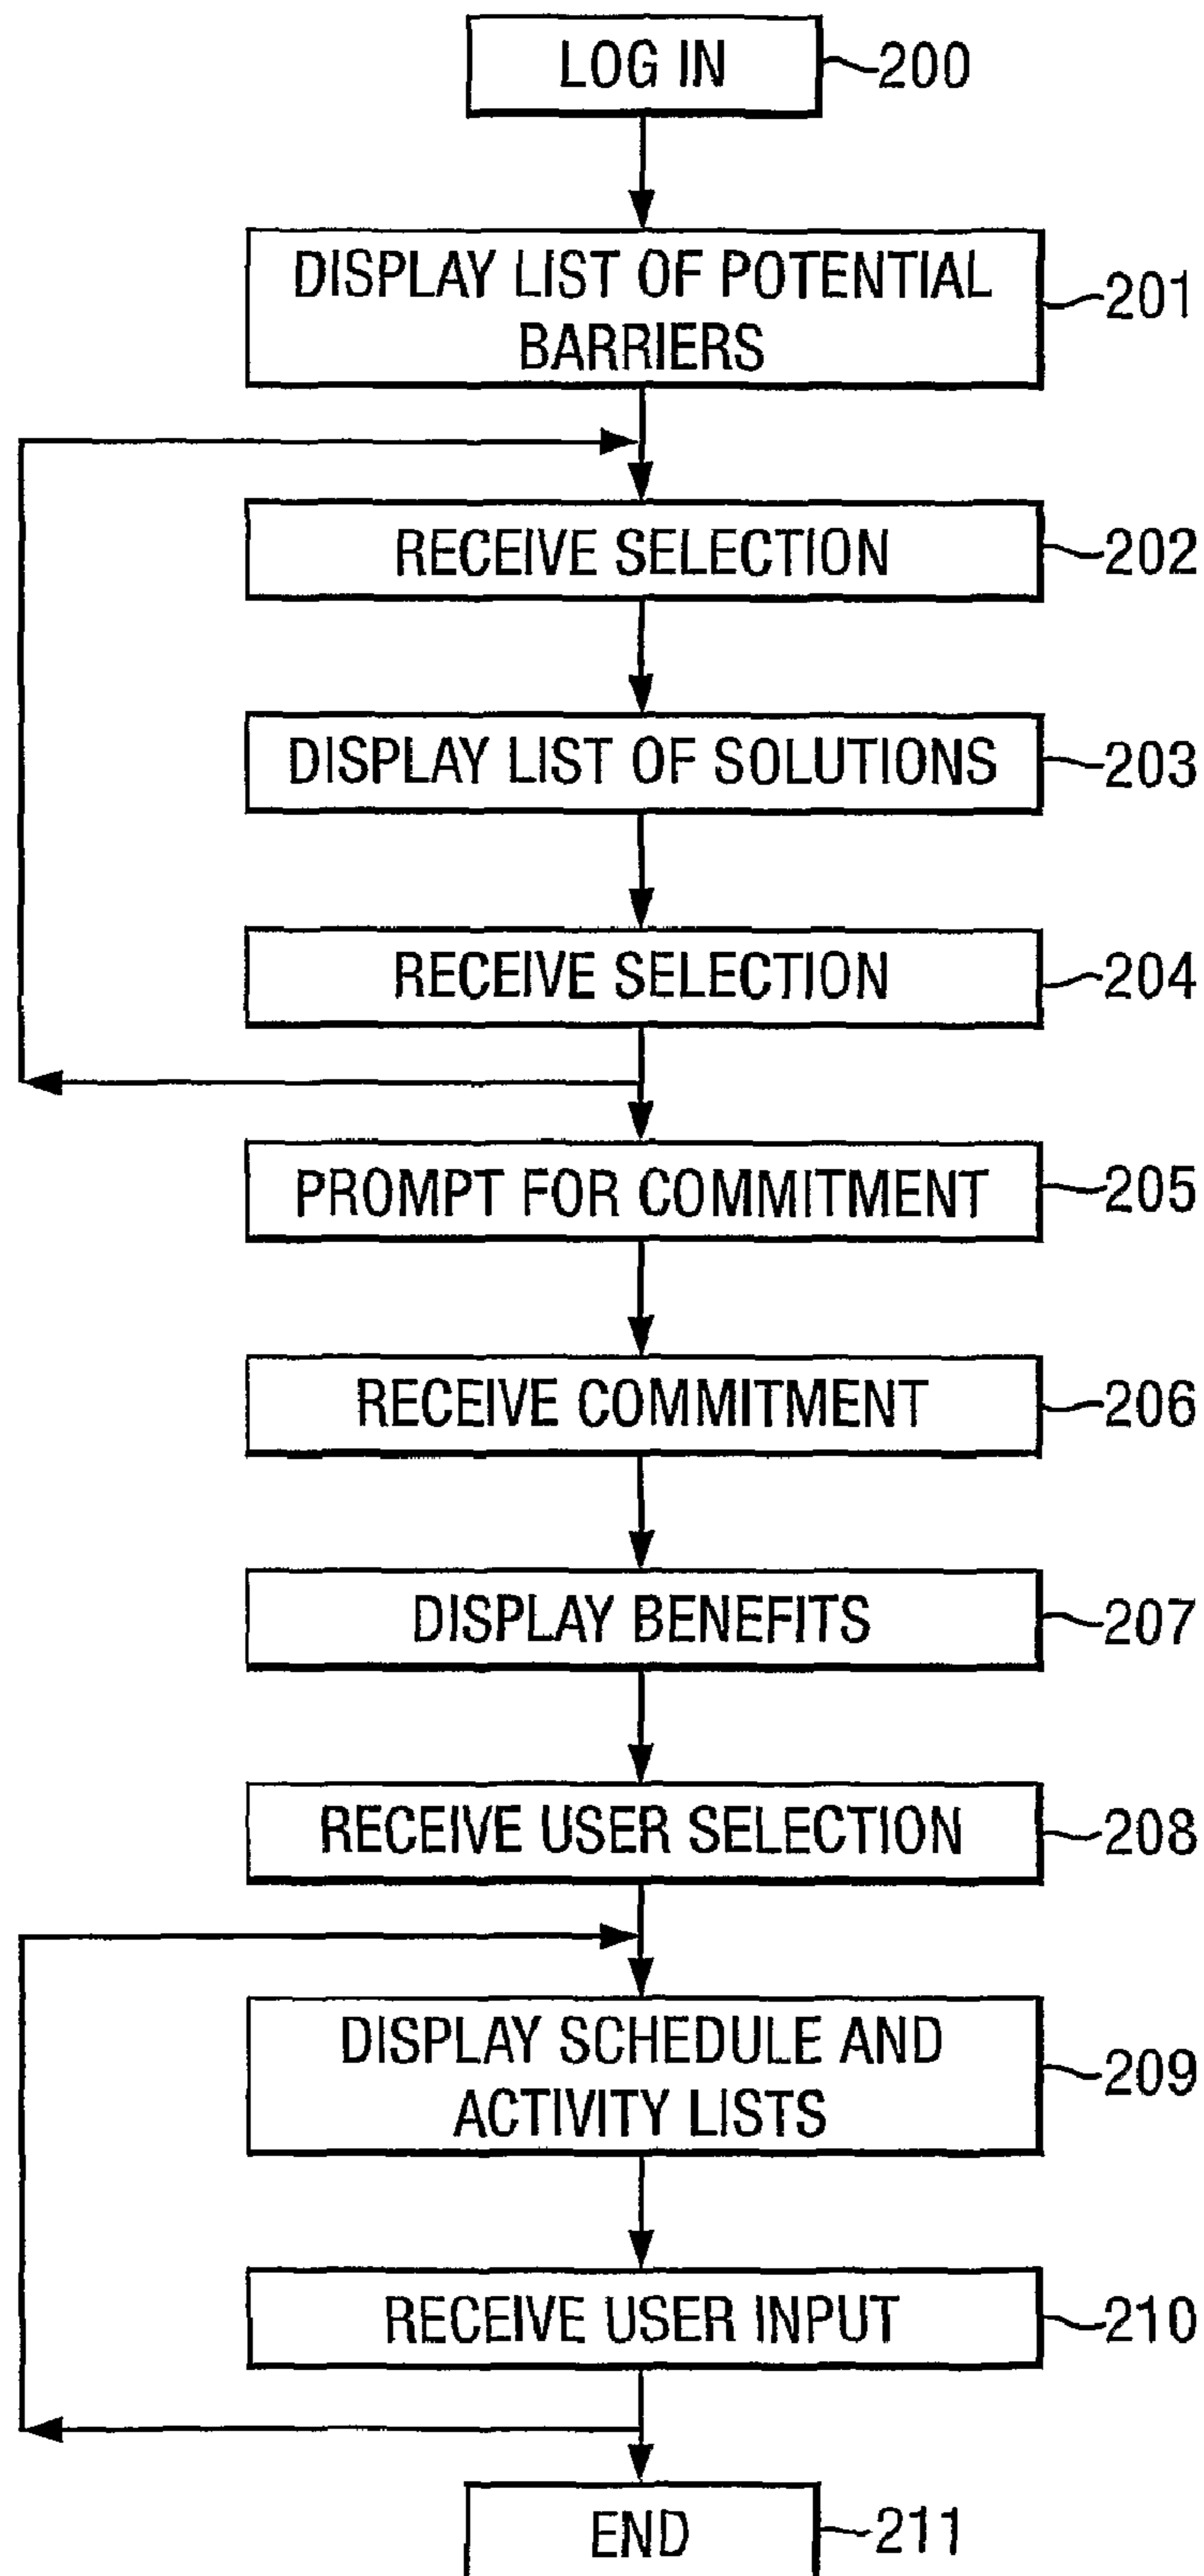 LOG IN 200
DISPLAY LIST OF POTENTIAL
BARRIERS
201
RECEIVE SELECTION 202
DISPLAY LIST OF SOLUTIONS 203
RECEIVE SELECTION 204
PROMPT FOR COMMITMENT 205
RECEIVE COMMITMENT 206
DISPLAY BENEFITS 207
RECEIVE USER SELECTION 208
DISPLAY SCHEDULE AND
ACTIVITY LISTS
209
RECEIVE USER INPUT 210
END 211